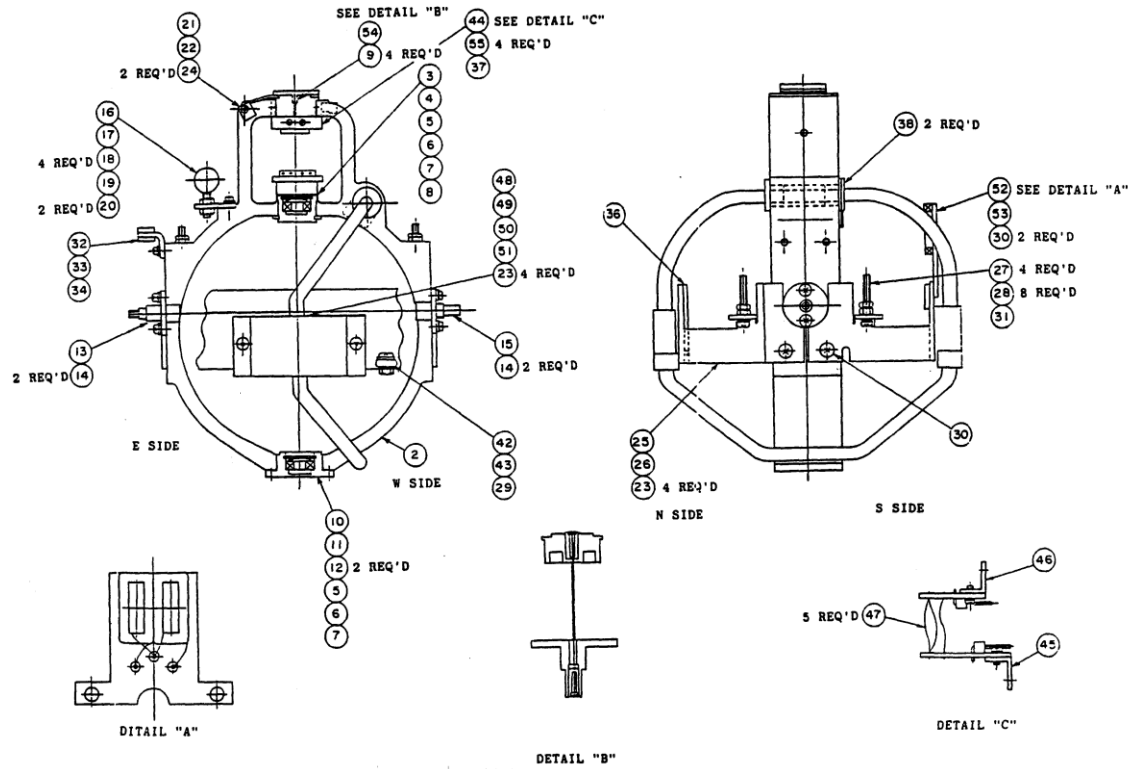 SEE DETAIL "B"
54
9 4 REQ'D
44 SEE DETAIL "C"
55 4 REQ'D
37
21
22
2 REQ'D 24
3
4
5
6
7
8
16
17
4 REQ'D 18
19
2 REQ'D 20
48
49
50
51
23 4 REQ'D
32
33
34
13
2 REQ'D 14
15
14 2 REQ'D
E SIDE
2
W SIDE
42
43
29
10
11
12 2 REQ'D
5
6
7
38 2 REQ'D
36
52 SEE DETAIL "A"
53
30 2 REQ'D
27 4 REQ'D
28 8 REQ'D
31
30
25
26
23 4 REQ'D
N SIDE
S SIDE
DITAIL "A"
DETAIL "B"
46
5 REQ'D 47
45
DETAIL "C"